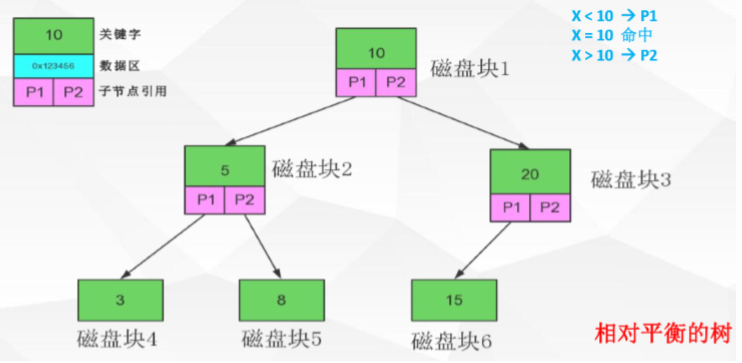 10 关键字
0x123456 数据区
P1 P2 子节点引用
X < 10 → P1
X = 10 命中
X > 10 → P2
10
P1 P2
磁盘块1
5
P1 P2
磁盘块2
20
P1 P2
磁盘块3
3
磁盘块4
8
磁盘块5
15
磁盘块6
相对平衡的树